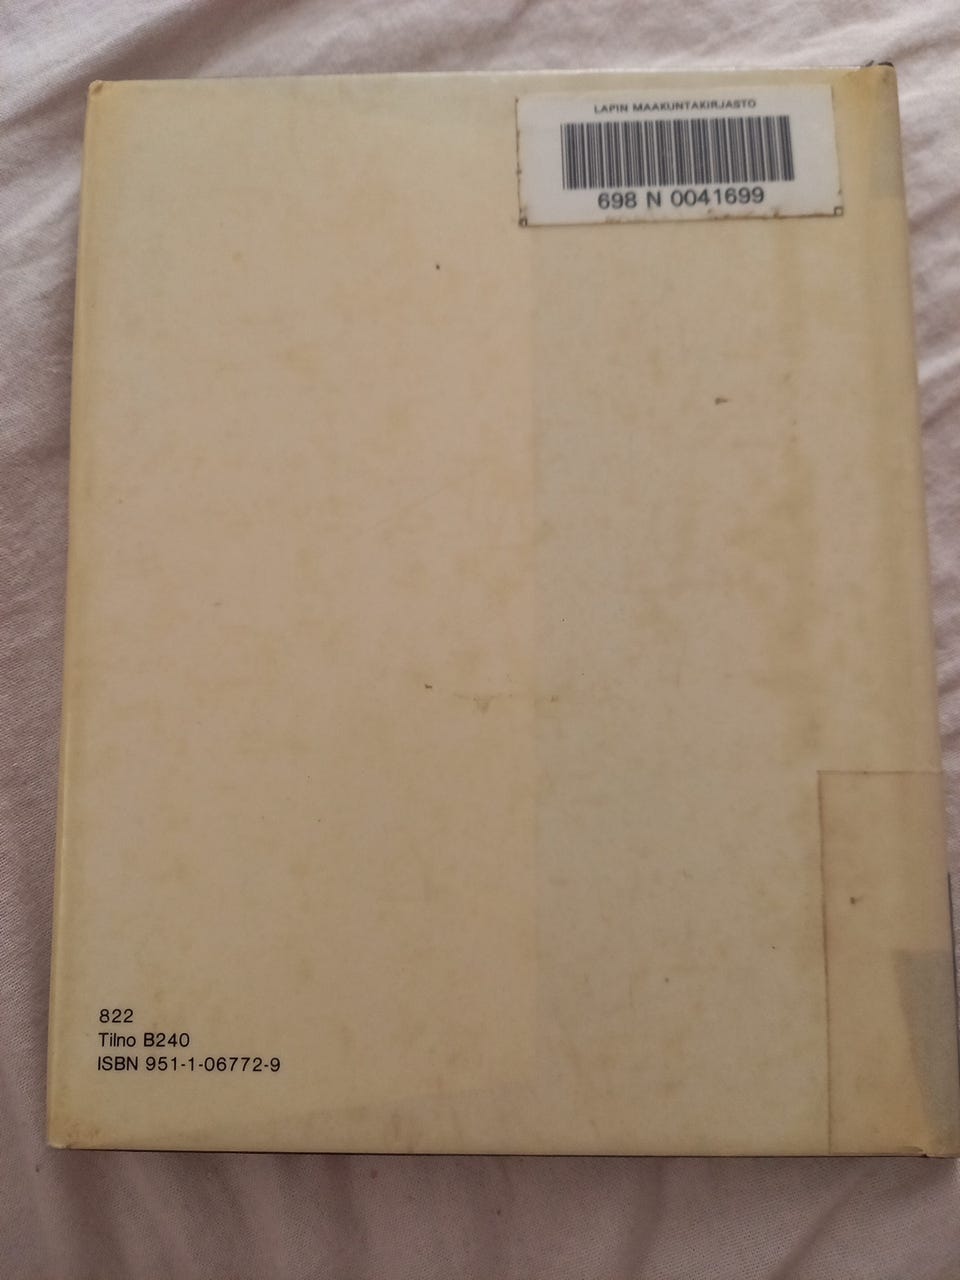 LAPIN MAAKUNTAKIRJASTO
698 N 0041699
822
Tilno B240
ISBN 951-1-06772-9